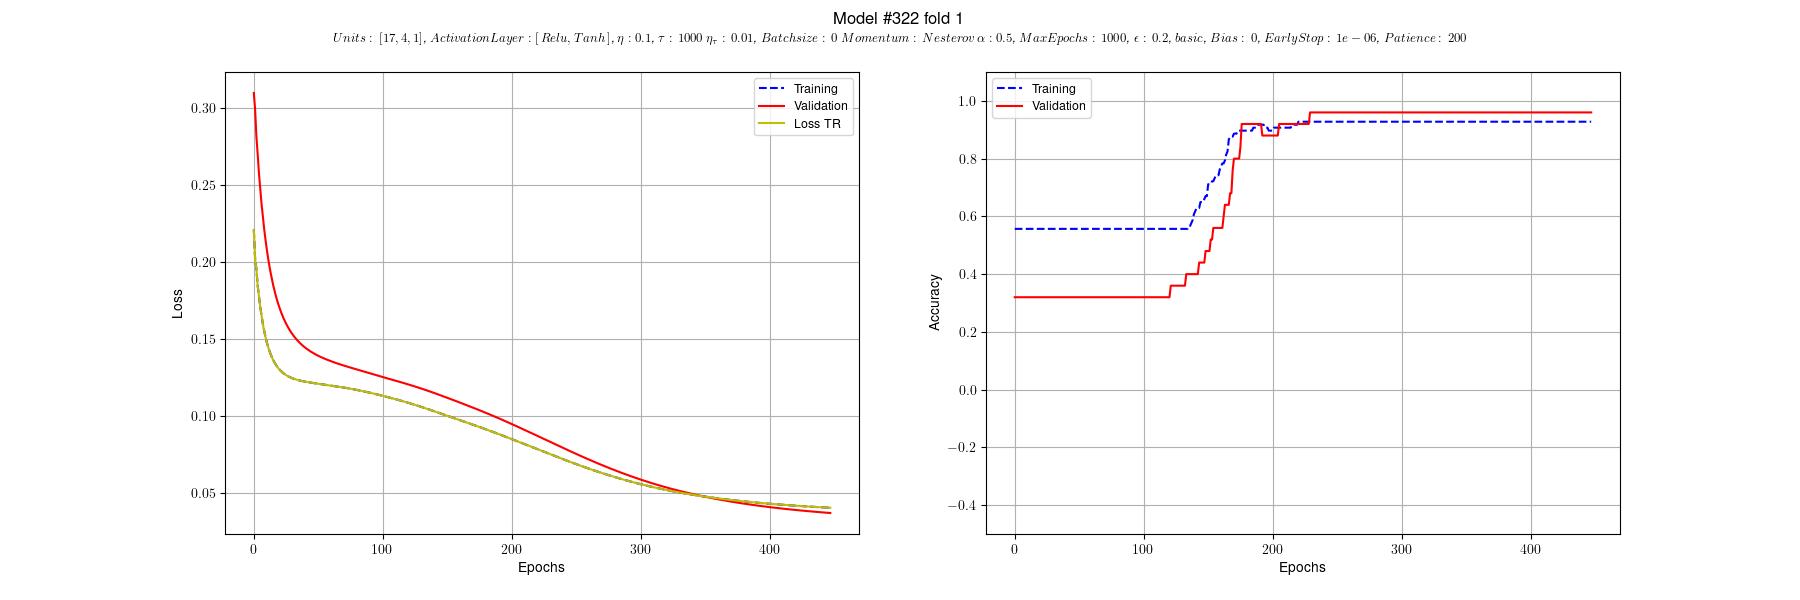 Model #322 fold 1
Units : [17, 4, 1], ActivationLayer : [Relu, Tanh], η : 0.1, τ : 1000 ητ : 0.01, Batchsize : 0 Momentum : Nesterov α : 0.5, MaxEpochs : 1000, ϵ : 0.2, basic, Bias : 0, EarlyStop : 1e − 06, Patience : 200
Training
Validation
Loss TR
0.30
0.25
0.20
0.15
0.10
0.05
Loss
0 100 200 300 400
Epochs
Training
Validation
1.0
0.8
0.6
0.4
0.2
0.0
−0.2
−0.4
Accuracy
0 100 200 300 400
Epochs